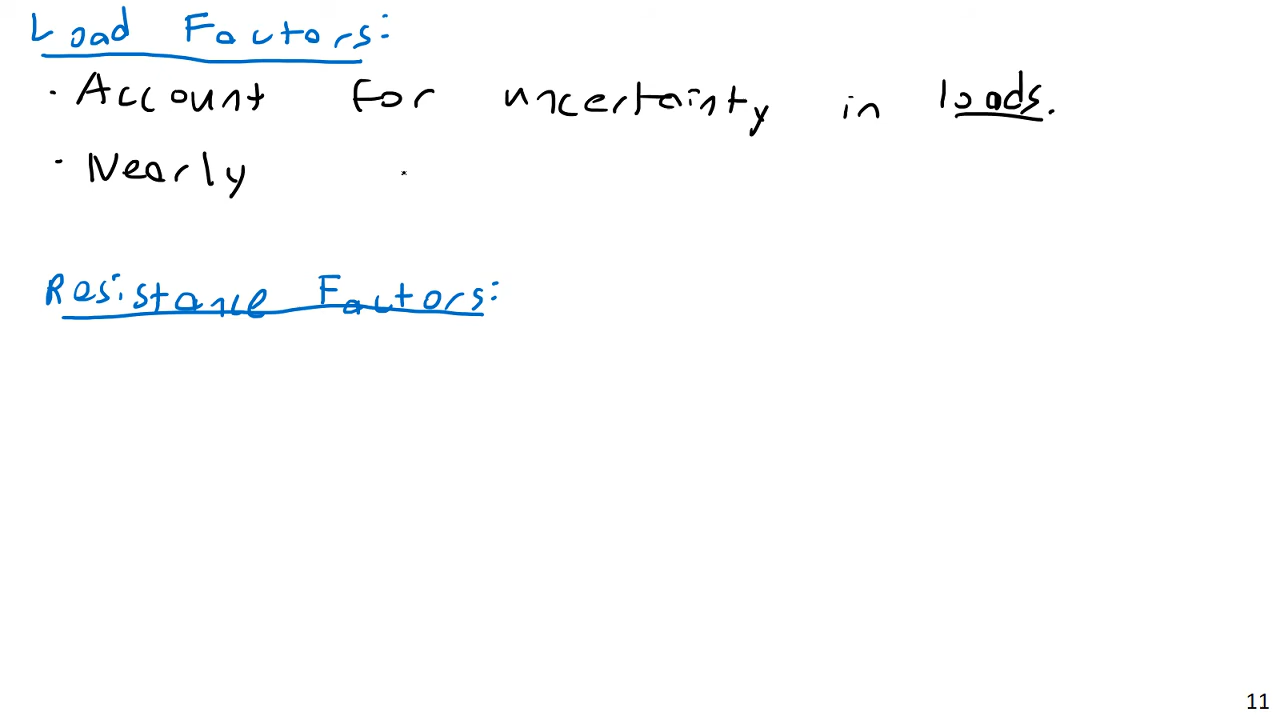 Load Factors:
· Account for uncertainty in loads.
· Nearly
Resistance Factors:
11